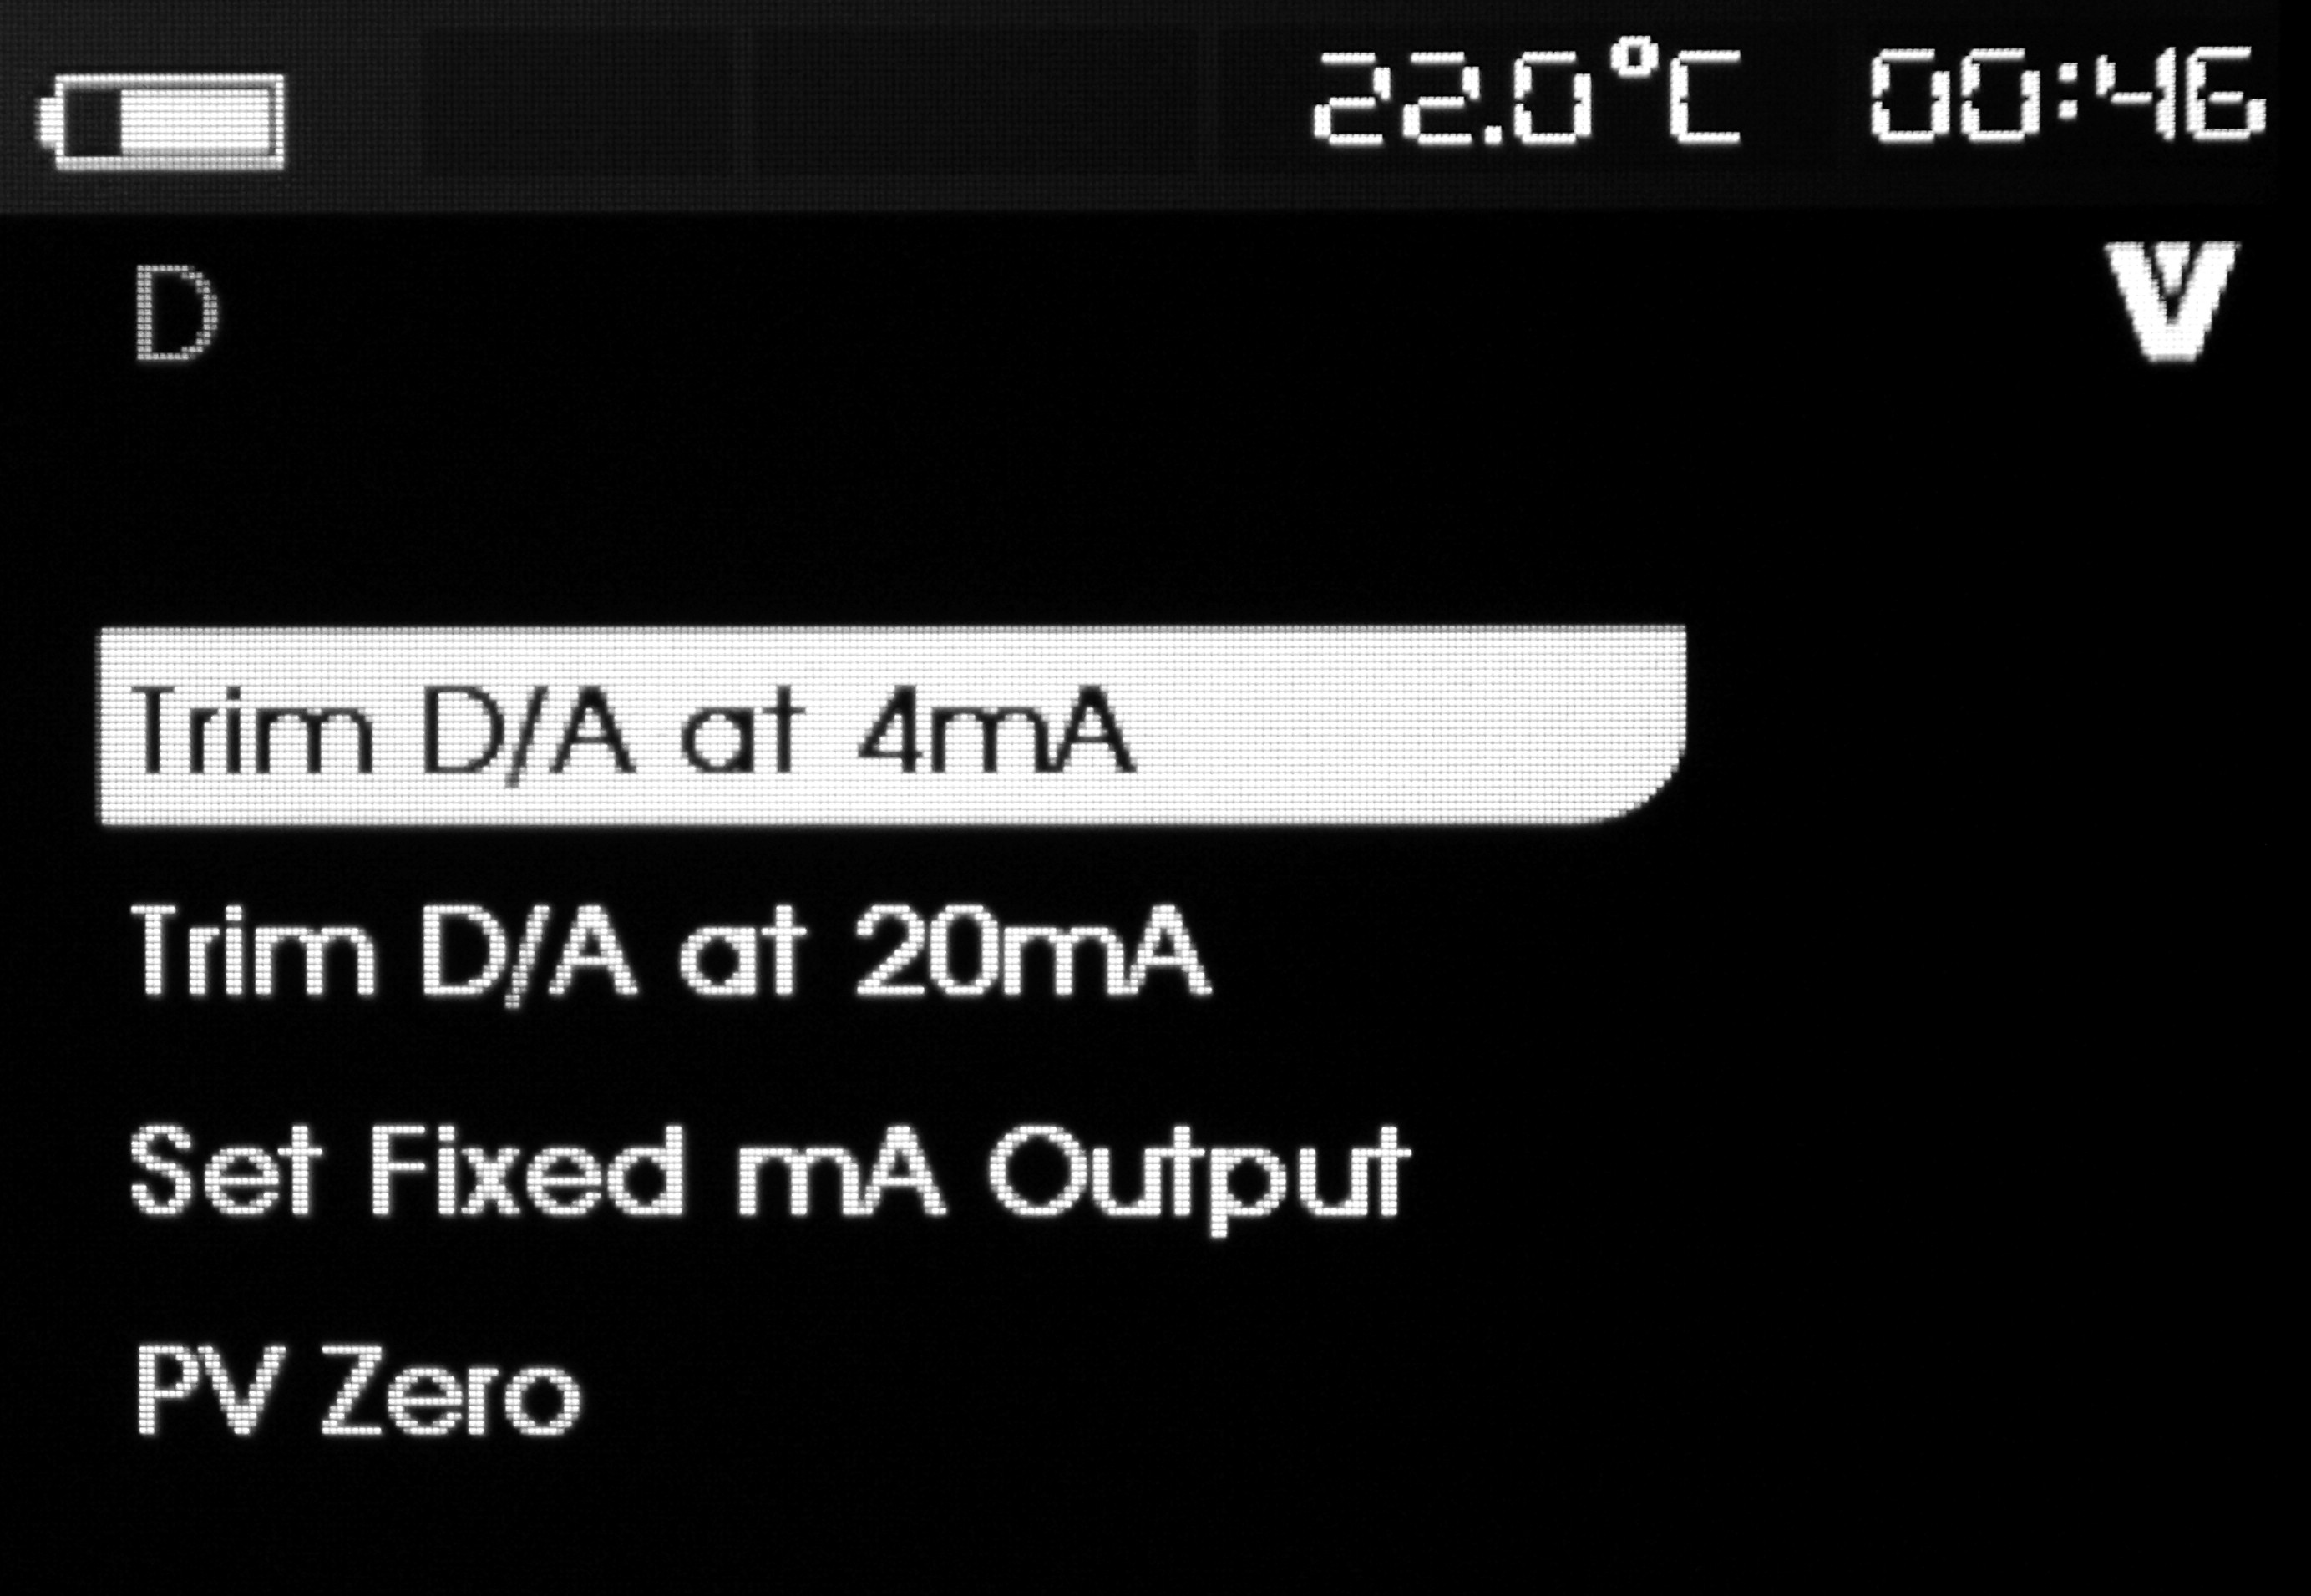 22.0°C 00:46
D
Trim D/A at 4mA
Trim D/A at 20mA
Set Fixed mA Output
PV Zero